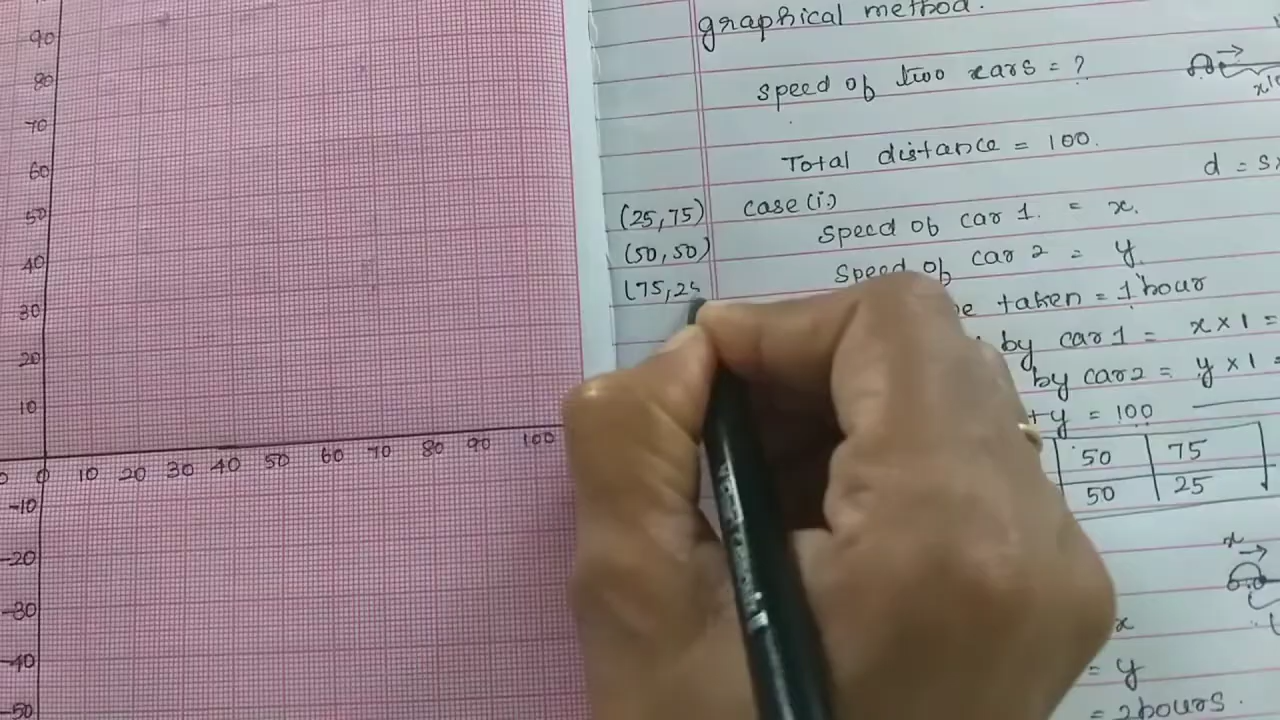 90
80
70
60
50
40
30
20
10
0 10 20 30 40 50 60 70 80 90 100
-10
-20
-30
-40
-50
graphical method.
speed of two cars = ?
Total distance = 100.
d = s
(25,75) case(i)
speed of car 1. = x.
(50,50)
speed of car 2 = y
(75,25
taken = 1 hour
by car 1 = x × 1 =
by car 2 = y × 1 =
+y = 100
50 75
50 25
x
x
= y
= 2 hours.